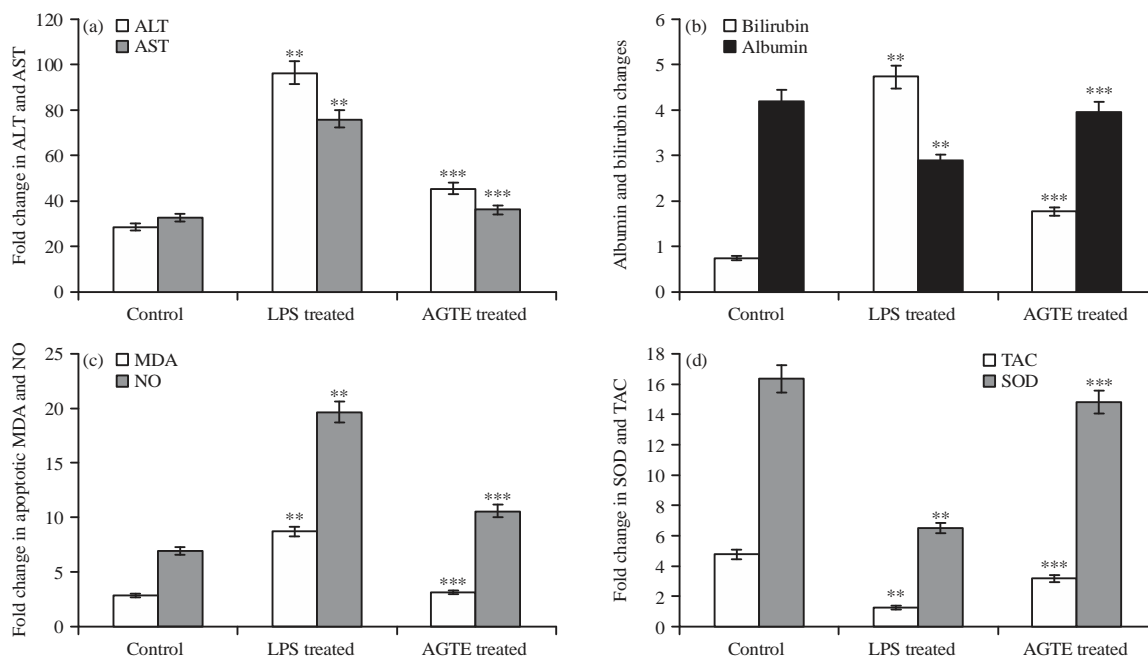 (a)
ALT
AST
Fold change in ALT and AST
120
100
80
60
40
20
0
**
**
***
***
Control
LPS treated
AGTE treated
(b)
Bilirubin
Albumin
Albumin and bilirubin changes
6
5
4
3
2
1
0
**
**
***
***
Control
LPS treated
AGTE treated
(c)
MDA
NO
Fold change in apoptotic MDA and NO
25
20
15
10
5
0
**
**
***
***
Control
LPS treated
AGTE treated
(d)
TAC
SOD
Fold change in SOD and TAC
18
16
14
12
10
8
6
4
2
0
**
**
***
***
Control
LPS treated
AGTE treated